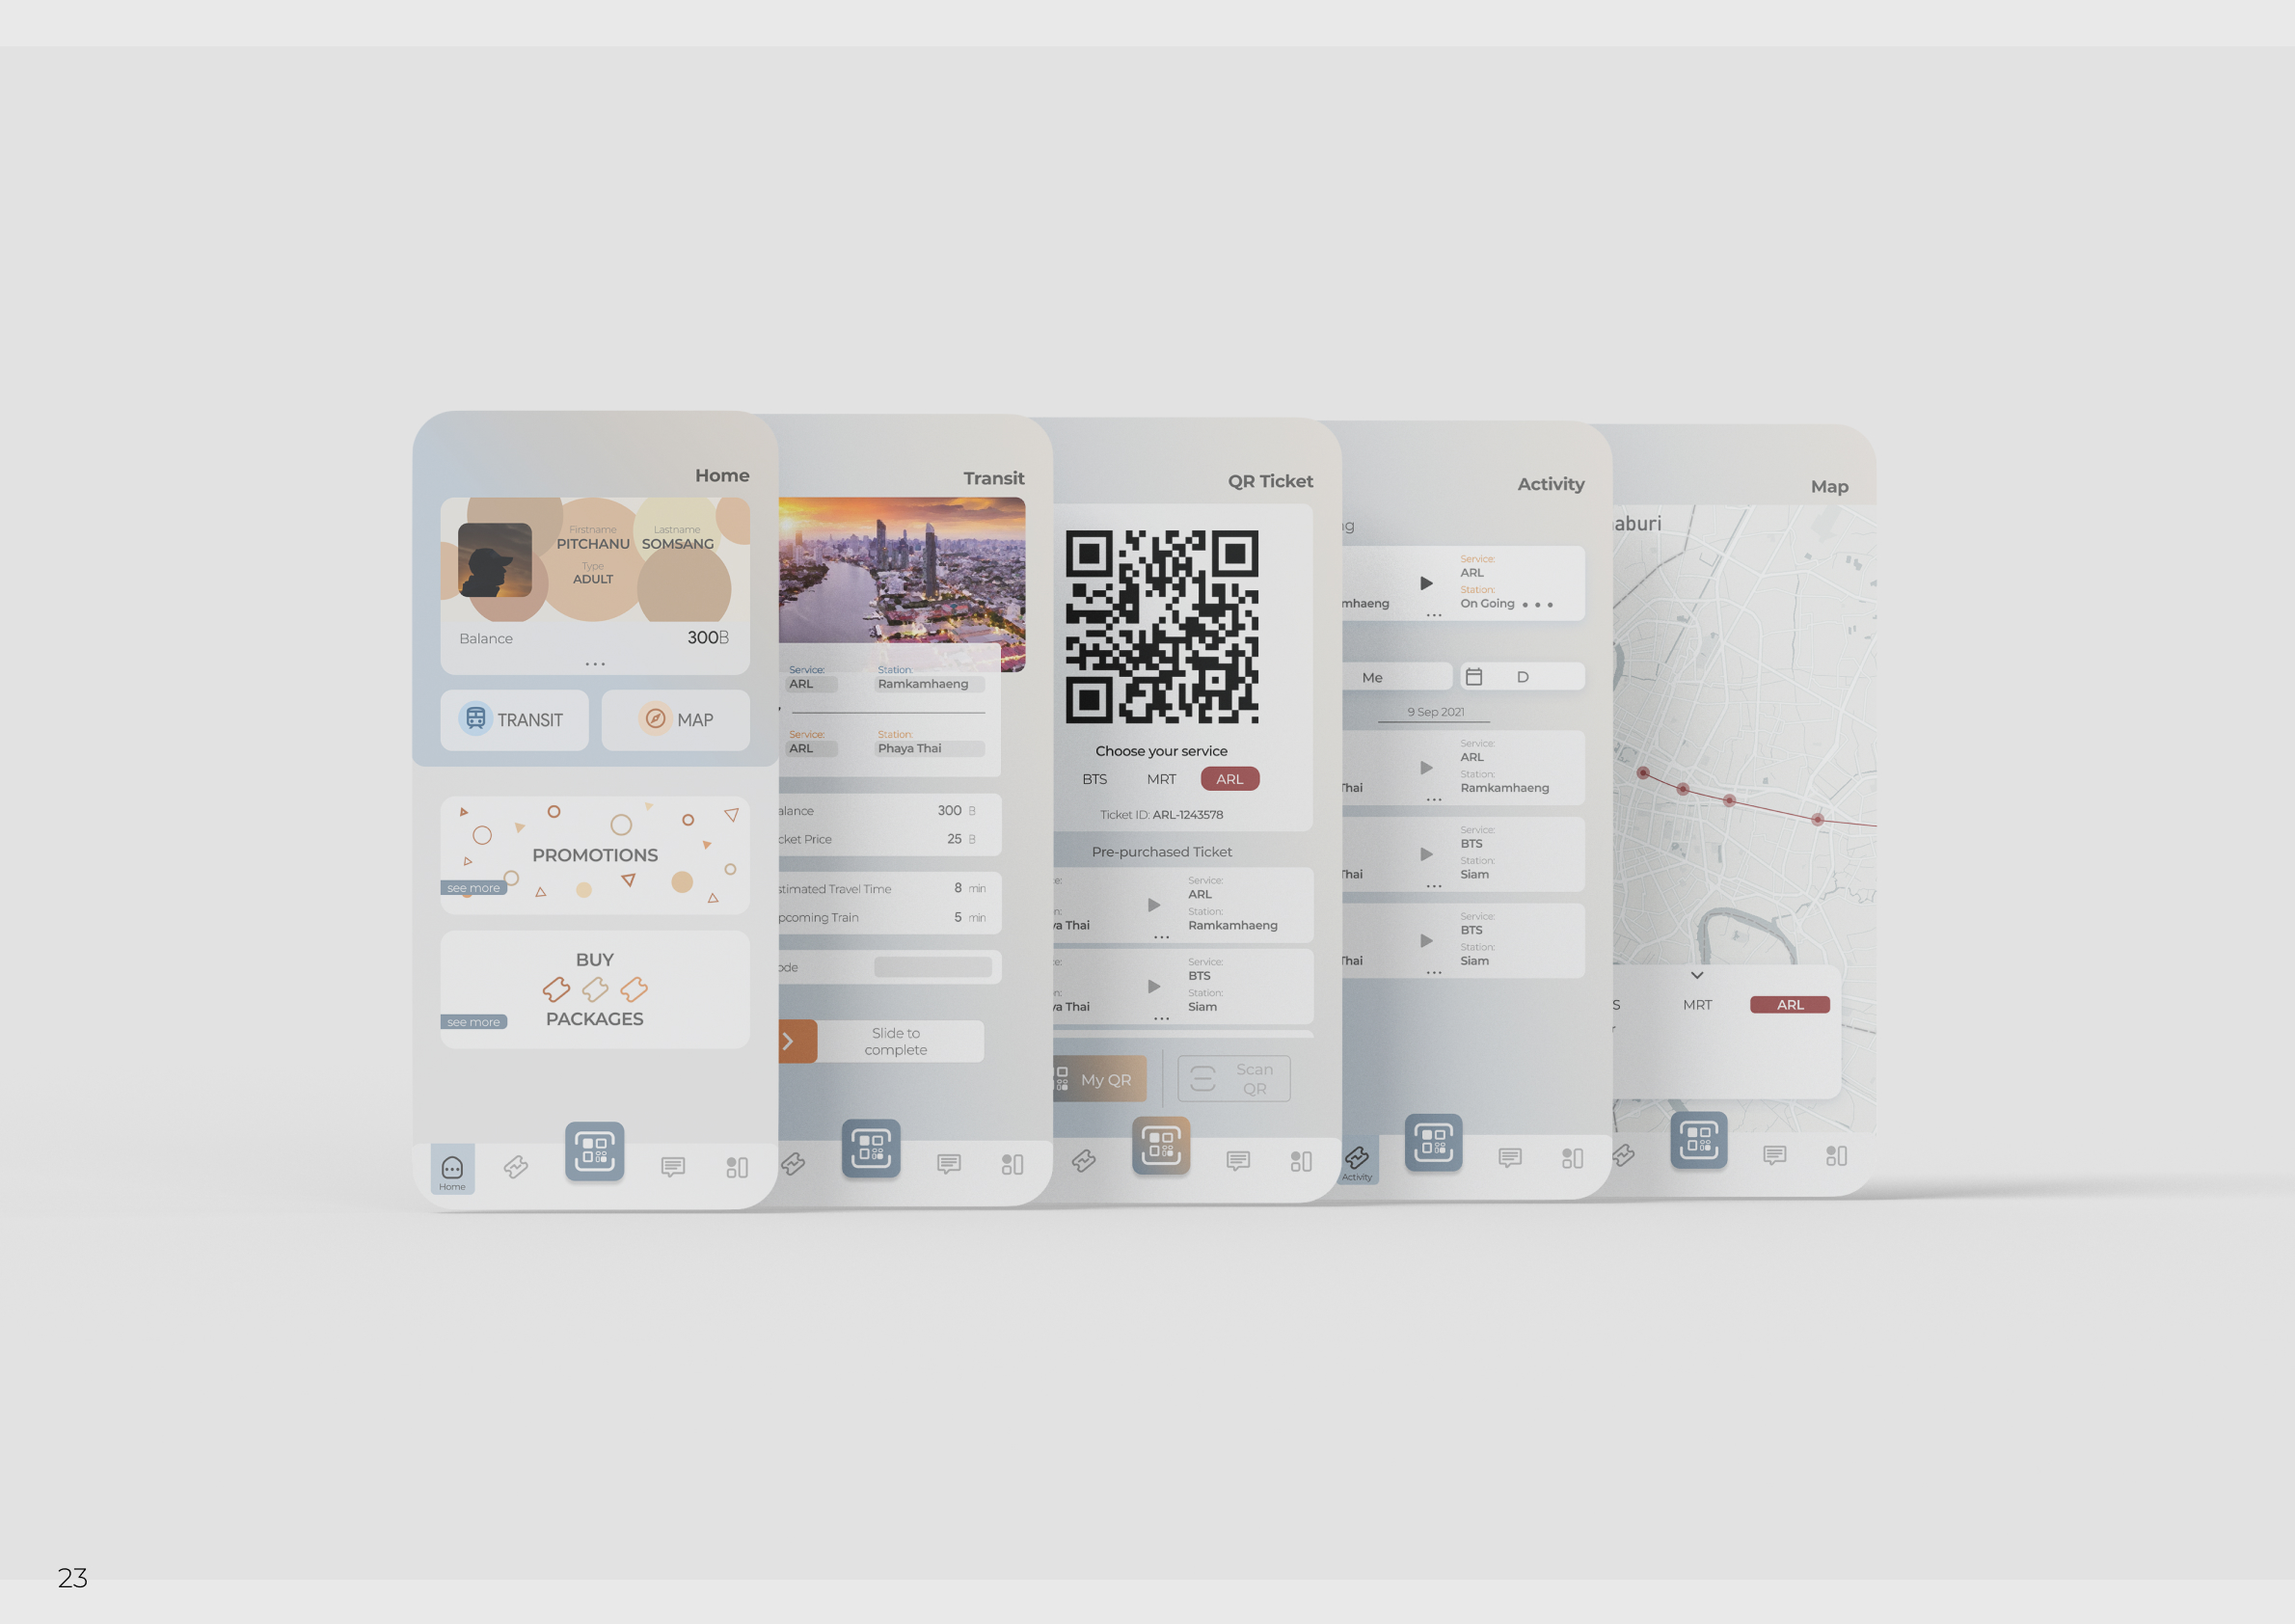 Home
Firstname Lastname
PITCHANU SOMSANG
Type
ADULT
Balance 300B
TRANSIT MAP
PROMOTIONS
see more
BUY
PACKAGES
see more
Home
Transit
Service: Station:
ARL Ramkamhaeng
Service: Station:
ARL Phaya Thai
alance 300 B
cket Price 25 B
stimated Travel Time 8 min
pcoming Train 5 min
ode
Slide to
complete
QR Ticket
Choose your service
BTS MRT ARL
Ticket ID: ARL-1243578
Pre-purchased Ticket
ce: Service:
ARL
n: Station:
ya Thai Ramkamhaeng
ce: Service:
BTS
n: Station:
ya Thai Siam
My QR
Scan
QR
Activity
ng
Service:
ARL
Station:
mhaeng On Going
Me D
9 Sep 2021
Service:
ARL
Station:
Thai Ramkamhaeng
Service:
BTS
Station:
Thai Siam
Service:
BTS
Station:
Thai Siam
Activity
Map
aburi
S MRT ARL
r
23